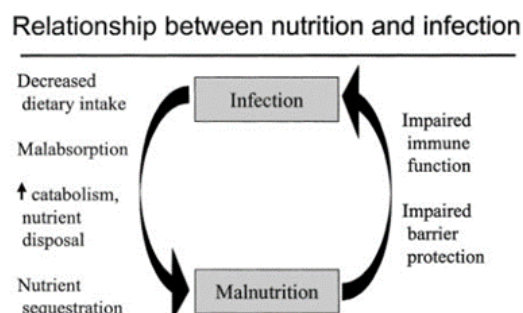 Relationship between nutrition and infection
Decreased
dietary intake
Malabsorption
↑ catabolism,
nutrient
disposal
Nutrient
sequestration
Infection
Malnutrition
Impaired
immune
function
Impaired
barrier
protection